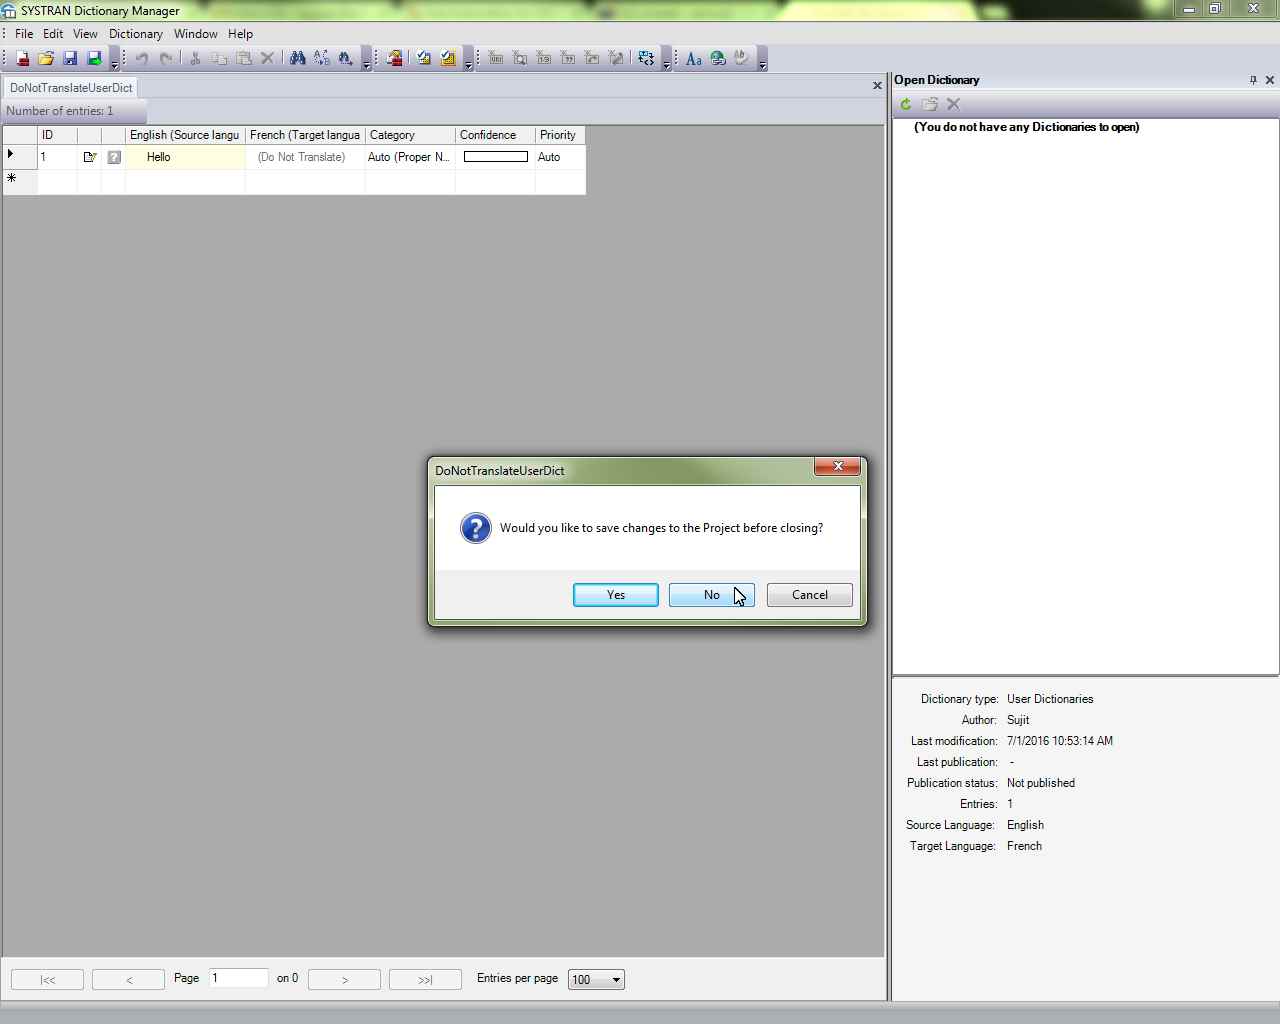 SYSTRAN Dictionary Manager
File Edit View Dictionary Window Help
DoNotTranslateUserDict
Number of entries: 1
ID English (Source langu French (Target langua Category Confidence Priority
1 Hello (Do Not Translate) Auto (Proper N... Auto
DoNotTranslateUserDict
Would you like to save changes to the Project before closing?
Yes No Cancel
|<< < Page 1 on 0 > >>| Entries per page 100
Open Dictionary
(You do not have any Dictionaries to open)
Dictionary type: User Dictionaries
Author: Sujit
Last modification: 7/1/2016 10:53:14 AM
Last publication: -
Publication status: Not published
Entries: 1
Source Language: English
Target Language: French